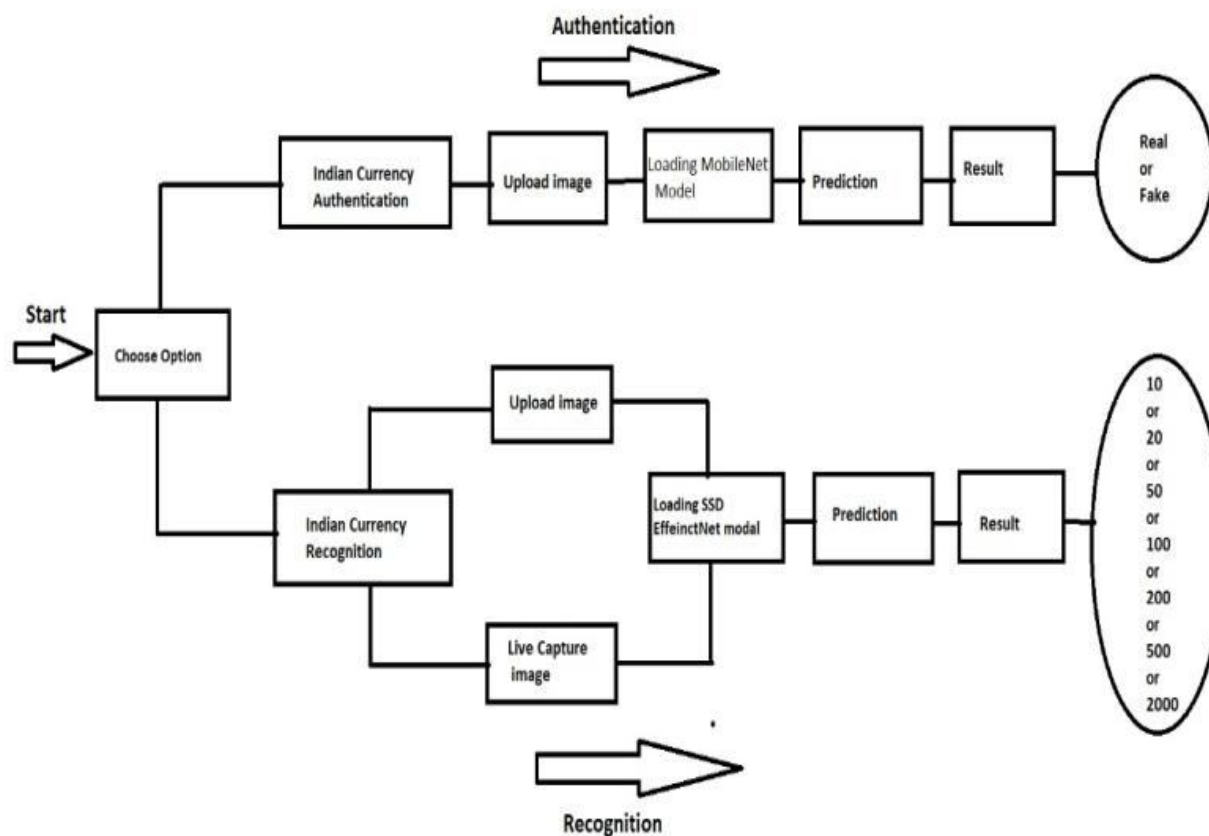 Authentication
Indian Currency
Authentication
Upload image
Loading MobileNet
Model
Prediction
Result
Real
or
Fake
Start
Choose Option
Upload image
Indian Currency
Recognition
Live Capture
image
Loading SSD
EffeinctNet modal
Prediction
Result
10
or
20
or
50
or
100
or
200
or
500
or
2000
Recognition